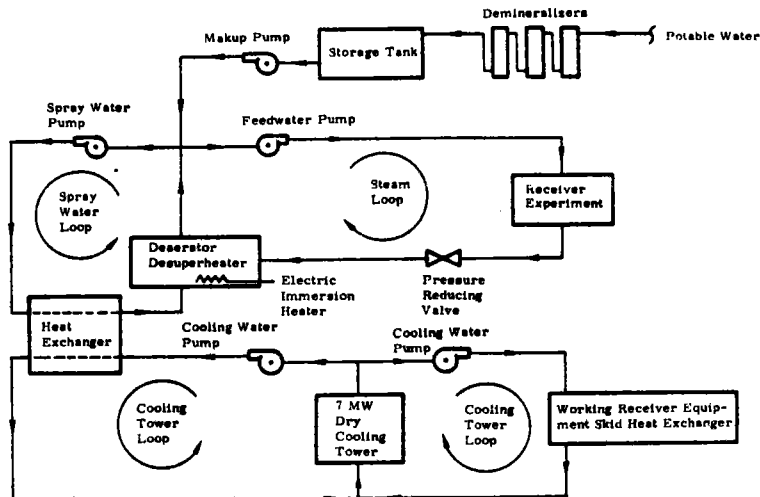 Demineralizers
Makup Pump
Storage Tank
Potable Water
Spray Water
Pump
Feedwater Pump
Spray
Water
Loop
Steam
Loop
Receiver
Experiment
Deaerator
Desuperheater
Electric
Immersion
Heater
Pressure
Reducing
Valve
Heat
Exchanger
Cooling Water
Pump
Cooling Water
Pump
Cooling
Tower
Loop
7 MW
Dry
Cooling
Tower
Cooling
Tower
Loop
Working Receiver Equip-
ment Skid Heat Exchanger